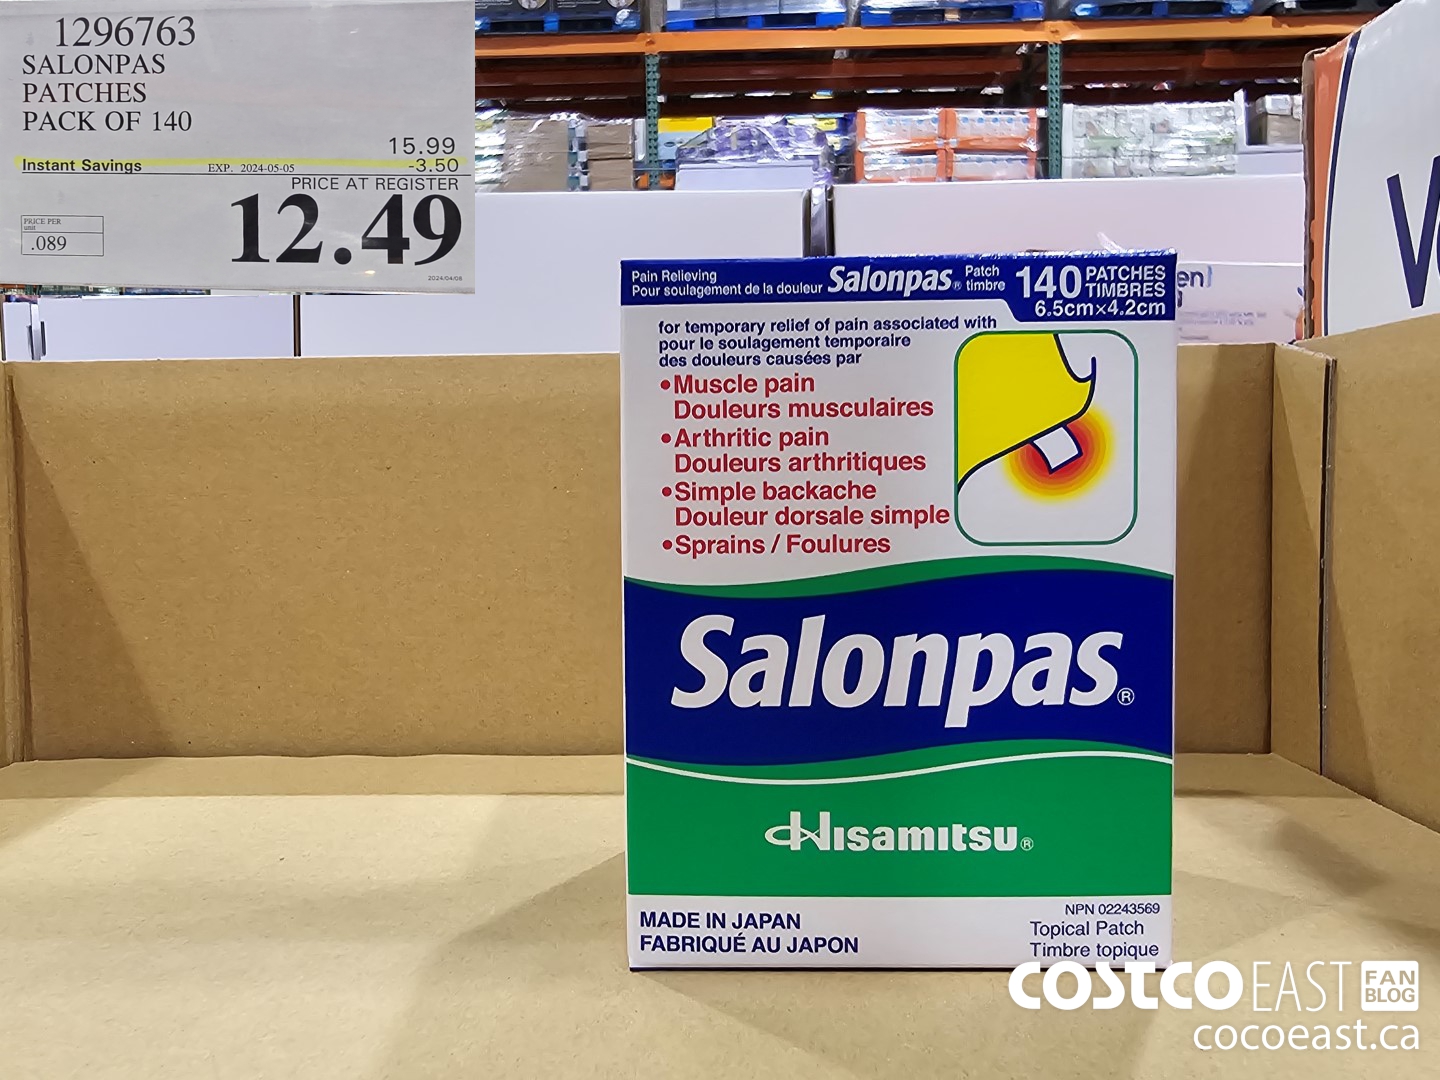 1296763
SALONPAS
PATCHES
PACK OF 140
15.99
Instant Savings EXP. 2024-05-05 -3.50
PRICE AT REGISTER
12.49
PRICE PER
unit
.089
2024/04/08
Pain Relieving
Pour soulagement de la douleur Salonpas® Patch
timbre
140 PATCHES
TIMBRES
6.5cm×4.2cm
for temporary relief of pain associated with
pour le soulagement temporaire
des douleurs causées par
•Muscle pain
Douleurs musculaires
•Arthritic pain
Douleurs arthritiques
•Simple backache
Douleur dorsale simple
•Sprains / Foulures
Salonpas®
Hisamitsu®
MADE IN JAPAN
FABRIQUÉ AU JAPON
NPN 02243569
Topical Patch
Timbre topique
COSTCO EAST FAN
BLOG
cocoeast.ca